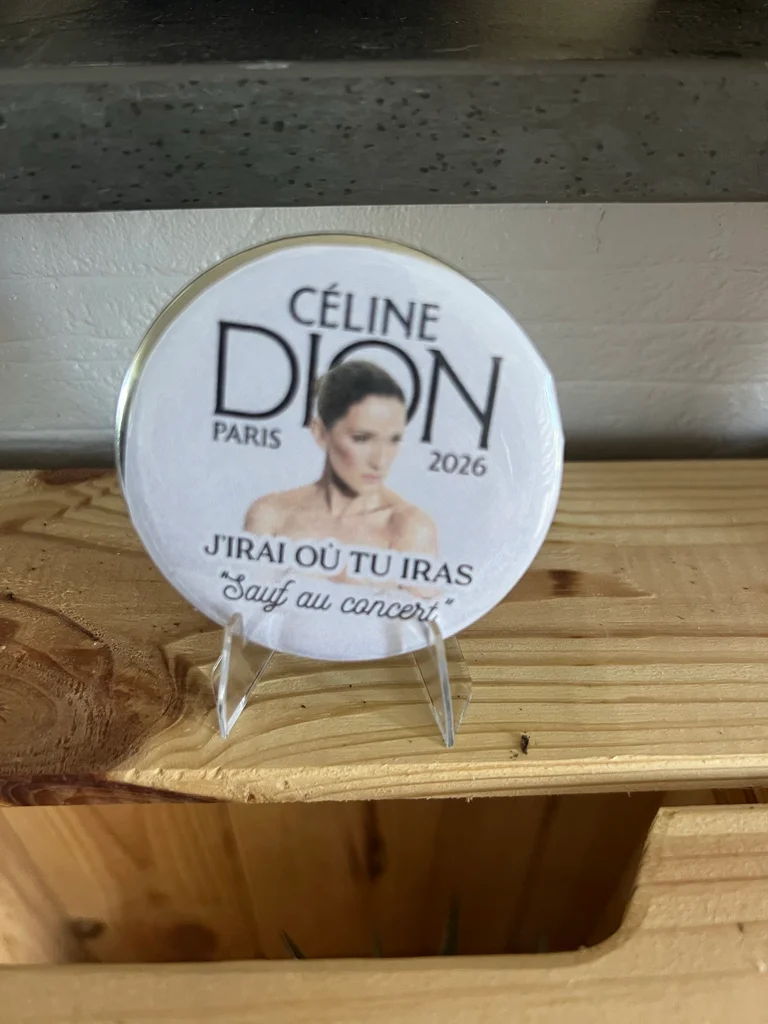 CÉLINE
DION
PARIS
2026
J'IRAI OÙ TU IRAS
"Sauf au concert"